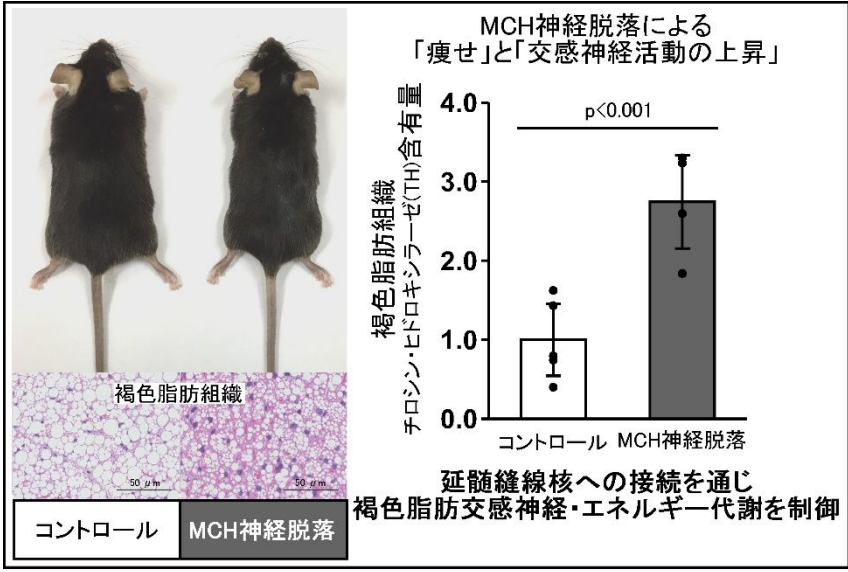 MCH神経脱落による
「痩せ」と「交感神経活動の上昇」
褐色脂肪組織
チロシン・ヒドロキシラーゼ(TH)含有量
4.0
3.0
2.0
1.0
0.0
p<0.001
コントロール
MCH神経脱落
褐色脂肪組織
50 μm
50 μm
コントロール
MCH神経脱落
延髄縫線核への接続を通じ
褐色脂肪交感神経・エネルギー代謝を制御